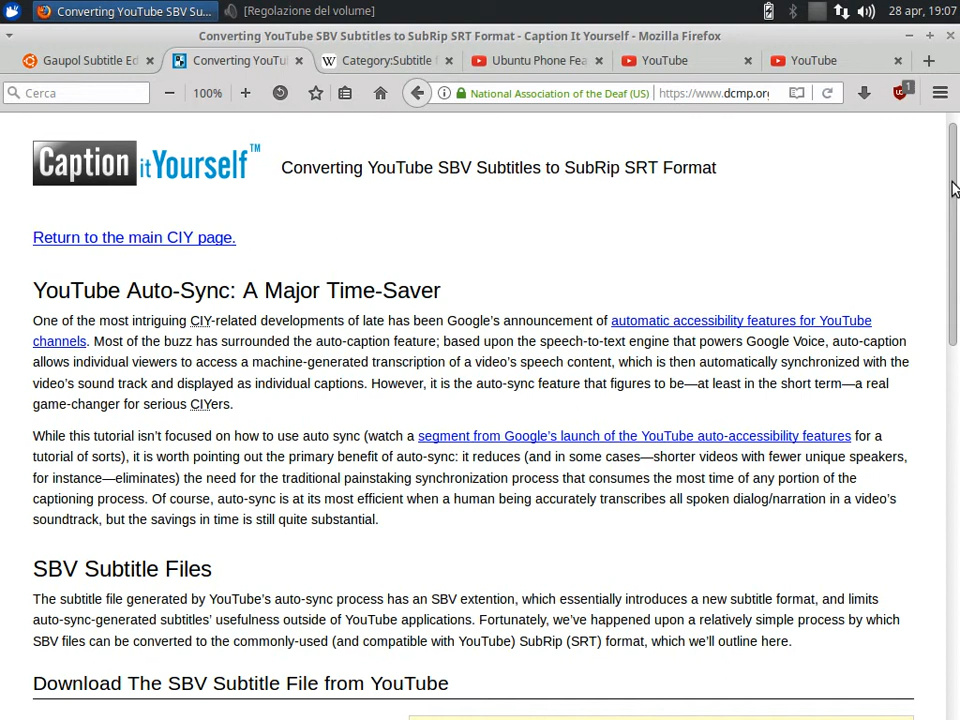 Converting YouTube SBV Su...
[Regolazione del volume]
28 apr, 19:07
Converting YouTube SBV Subtitles to SubRip SRT Format - Caption It Yourself - Mozilla Firefox
Gaupol Subtitle Ed
Converting YouTu
Category:Subtitle f
Ubuntu Phone Fea
YouTube
YouTube
Cerca
100%
National Association of the Deaf (US)
https://www.dcmp.org
1
Caption it Yourself™
Converting YouTube SBV Subtitles to SubRip SRT Format
Return to the main CIY page.
YouTube Auto-Sync: A Major Time-Saver
One of the most intriguing CIY-related developments of late has been Google’s announcement of automatic accessibility features for YouTube
channels. Most of the buzz has surrounded the auto-caption feature; based upon the speech-to-text engine that powers Google Voice, auto-caption
allows individual viewers to access a machine-generated transcription of a video’s speech content, which is then automatically synchronized with the
video’s sound track and displayed as individual captions. However, it is the auto-sync feature that figures to be—at least in the short term—a real
game-changer for serious CIYers.
While this tutorial isn’t focused on how to use auto sync (watch a segment from Google’s launch of the YouTube auto-accessibility features for a
tutorial of sorts), it is worth pointing out the primary benefit of auto-sync: it reduces (and in some cases—shorter videos with fewer unique speakers,
for instance—eliminates) the need for the traditional painstaking synchronization process that consumes the most time of any portion of the
captioning process. Of course, auto-sync is at its most efficient when a human being accurately transcribes all spoken dialog/narration in a video’s
soundtrack, but the savings in time is still quite substantial.
SBV Subtitle Files
The subtitle file generated by YouTube’s auto-sync process has an SBV extention, which essentially introduces a new subtitle format, and limits
auto-sync-generated subtitles’ usefulness outside of YouTube applications. Fortunately, we’ve happened upon a relatively simple process by which
SBV files can be converted to the commonly-used (and compatible with YouTube) SubRip (SRT) format, which we’ll outline here.
Download The SBV Subtitle File from YouTube